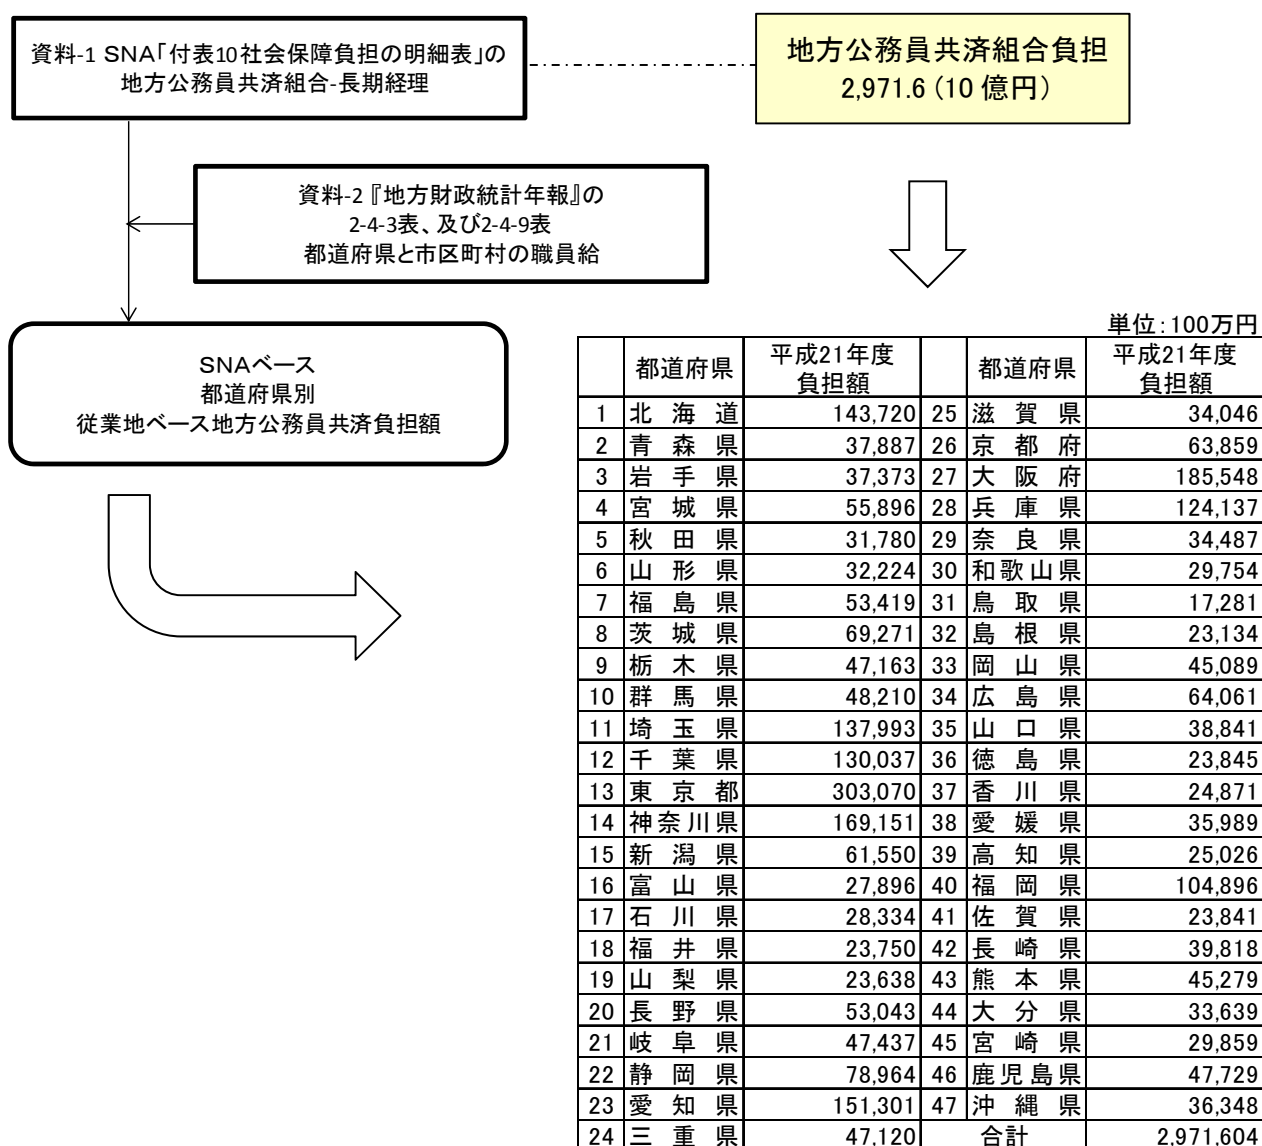 資料-1 SNA「付表10社会保障負担の明細表」の
地方公務員共済組合-長期経理
地方公務員共済組合負担
2,971.6（10 億円）
資料-2『地方財政統計年報』の
2-4-3表、及び2-4-9表
都道府県と市区町村の職員給
SNAベース
都道府県別
従業地ベース地方公務員共済負担額
単位：100万円
都道府県 平成21年度 負担額 都道府県 平成21年度 負担額
1 北海道 143,720 25 滋賀県 34,046
2 青森県 37,887 26 京都府 63,859
3 岩手県 37,373 27 大阪府 185,548
4 宮城県 55,896 28 兵庫県 124,137
5 秋田県 31,780 29 奈良県 34,487
6 山形県 32,224 30 和歌山県 29,754
7 福島県 53,419 31 鳥取県 17,281
8 茨城県 69,271 32 島根県 23,134
9 栃木県 47,163 33 岡山県 45,089
10 群馬県 48,210 34 広島県 64,061
11 埼玉県 137,993 35 山口県 38,841
12 千葉県 130,037 36 徳島県 23,845
13 東京都 303,070 37 香川県 24,871
14 神奈川県 169,151 38 愛媛県 35,989
15 新潟県 61,550 39 高知県 25,026
16 富山県 27,896 40 福岡県 104,896
17 石川県 28,334 41 佐賀県 23,841
18 福井県 23,750 42 長崎県 39,818
19 山梨県 23,638 43 熊本県 45,279
20 長野県 53,043 44 大分県 33,639
21 岐阜県 47,437 45 宮崎県 29,859
22 静岡県 78,964 46 鹿児島県 47,729
23 愛知県 151,301 47 沖縄県 36,348
24 三重県 47,120 合計 2,971,604